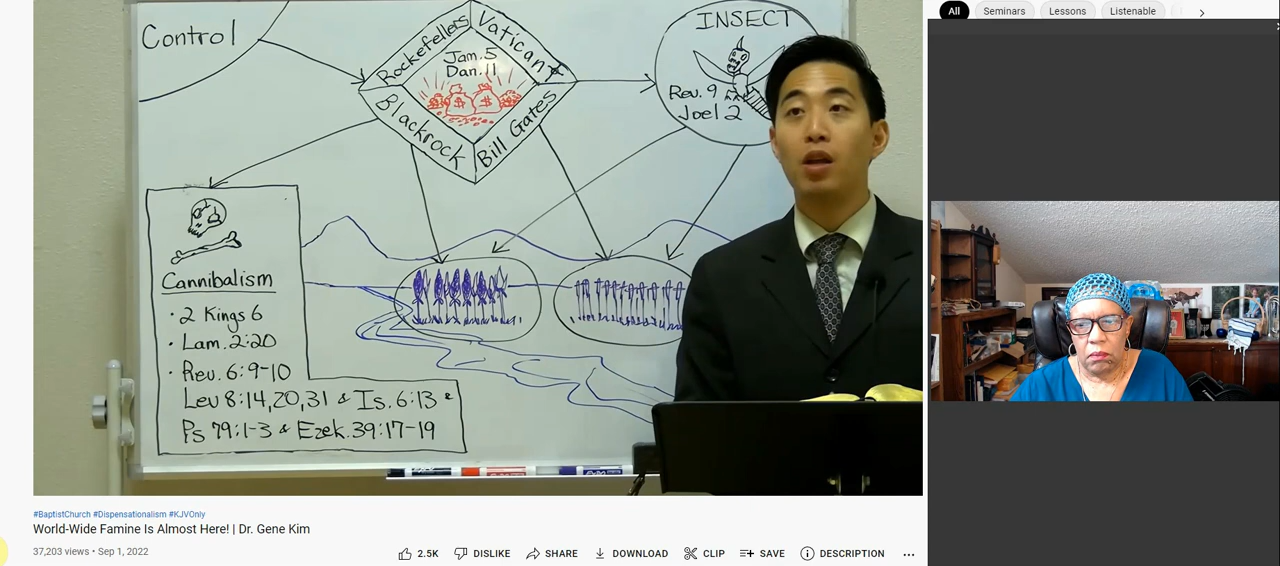 Control
Rockefellers
Vatican
Jam. 5
Dan. 11
$ $
Blackrock
Bill Gates
INSECT
Rev. 9
Joel 2
Cannibalism
· 2 Kings 6
· Lam. 2:20
· Rev. 6:9-10
Lev 8:14,20,31 & Is. 6:13 &
Ps 79:1-3 & Ezek. 39:17-19
All
Seminars
Lessons
Listenable
#BaptistChurch #Dispensationalism #KJVOnly
World-Wide Famine Is Almost Here! | Dr. Gene Kim
37,203 views • Sep 1, 2022
2.5K
DISLIKE
SHARE
DOWNLOAD
CLIP
SAVE
DESCRIPTION